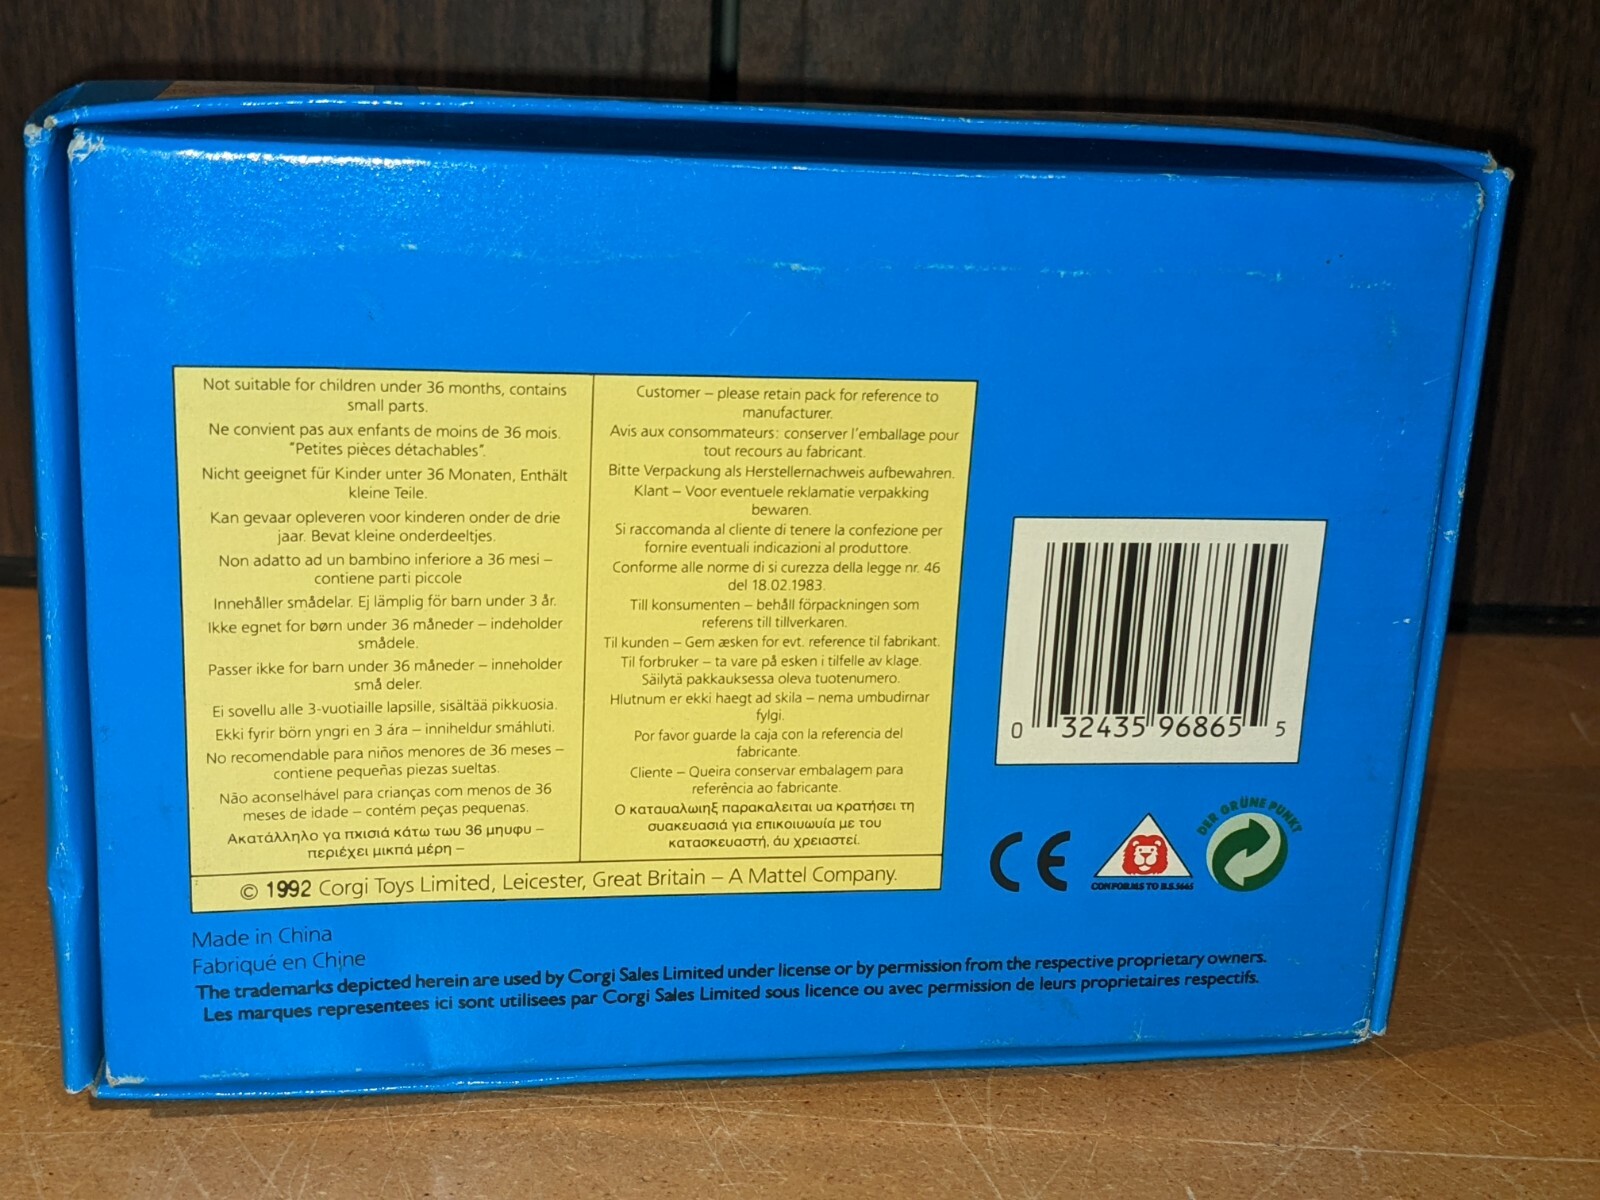 Not suitable for children under 36 months, contains
small parts.
Ne convient pas aux enfants de moins de 36 mois.
"Petites pièces détachables".
Nicht geeignet für Kinder unter 36 Monaten, Enthält
kleine Teile.
Kan gevaar opleveren voor kinderen onder de drie
jaar. Bevat kleine onderdeeltjes.
Non adatto ad un bambino inferiore a 36 mesi –
contiene parti piccole
Innehåller smådelar. Ej lämplig för barn under 3 år.
Ikke egnet for børn under 36 måneder – indeholder
smådele.
Passer ikke for barn under 36 måneder – inneholder
små deler.
Ei sovellu alle 3-vuotiaille lapsille, sisältää pikkuosia.
Ekki fyrir börn yngri en 3 ára – inniheldur smáhluti.
No recomendable para niños menores de 36 meses –
contiene pequeñas piezas sueltas.
Não aconselhável para crianças com menos de 36
meses de idade – contém peças pequenas.
Ακατάλληλο γα πκισιά κάτω τωυ 36 μηυφυ –
περιέχει μικπά μέρη –
Customer – please retain pack for reference to
manufacturer.
Avis aux consommateurs: conserver l'emballage pour
tout recours au fabricant.
Bitte Verpackung als Herstellernachweis aufbewahren.
Klant – Voor eventuele reklamatie verpakking
bewaren.
Si raccomanda al cliente di tenere la confezione per
fornire eventuali indicazioni al produttore.
Conforme alle norme di si curezza della legge nr. 46
del 18.02.1983.
Till konsumenten – behåll förpackningen som
referens till tillverkaren.
Til kunden – Gem æsken for evt. reference til fabrikant.
Til forbruker – ta vare på esken i tilfelle av klage.
Säilytä pakkauksessa oleva tuotenumero.
Hlutnum er ekki haegt ad skila – nema umbudirnar
fylgi.
Por favor guarde la caja con la referencia del
fabricante.
Cliente – Queira conservar embalagem para
referência ao fabricante.
Ο καταυαλωιηξ παρακαλειται υα κρατήσει τη
συακευασιά για επικοιωωυία με του
κατασκευαστή, άυ χρειαστεί.
© 1992 Corgi Toys Limited, Leicester, Great Britain – A Mattel Company.
0 32435 96865 5
CE
CONFORMS TO B.S.5665
DER GRÜNE PUNKT
Made in China
Fabriqué en Chine
The trademarks depicted herein are used by Corgi Sales Limited under license or by permission from the respective proprietary owners.
Les marques representees ici sont utilisees par Corgi Sales Limited sous licence ou avec permission de leurs proprietaires respectifs.